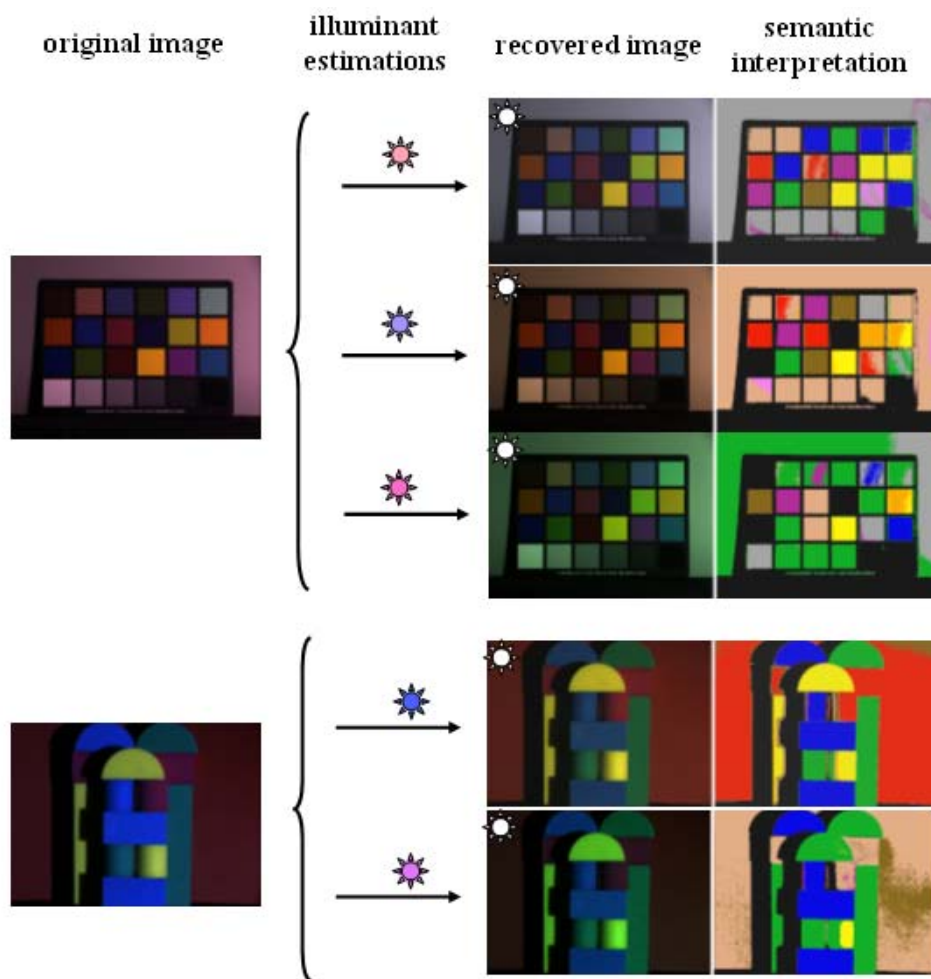 original image
illuminant
estimations
recovered image
semantic
interpretation